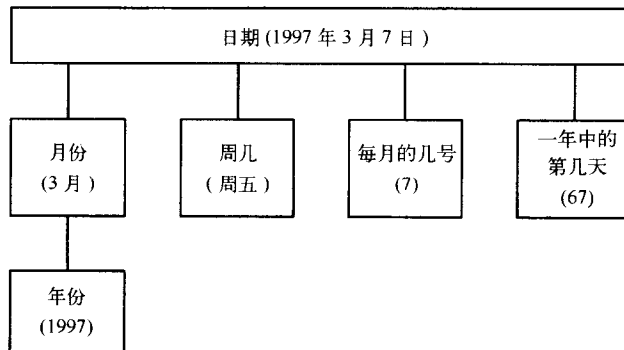 日期(1997 年 3 月 7 日)
月份
(3 月)
周几
(周五)
每月的几号
(7)
一年中的
第几天
(67)
年份
(1997)